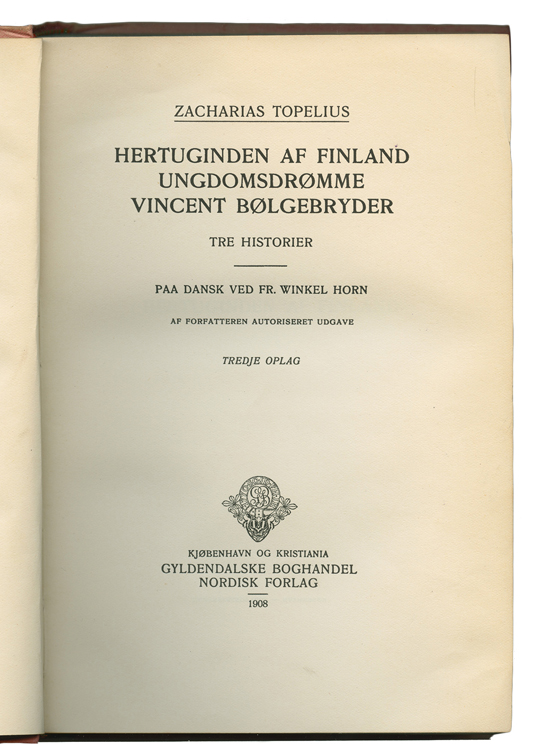 ZACHARIAS TOPELIUS
HERTUGINDEN AF FINLAND
UNGDOMSDRØMME
VINCENT BØLGEBRYDER
TRE HISTORIER
PAA DANSK VED FR. WINKEL HORN
AF FORFATTEREN AUTORISERET UDGAVE
TREDJE OPLAG
KJØBENHAVN OG KRISTIANIA
GYLDENDALSKE BOGHANDEL
NORDISK FORLAG
1908